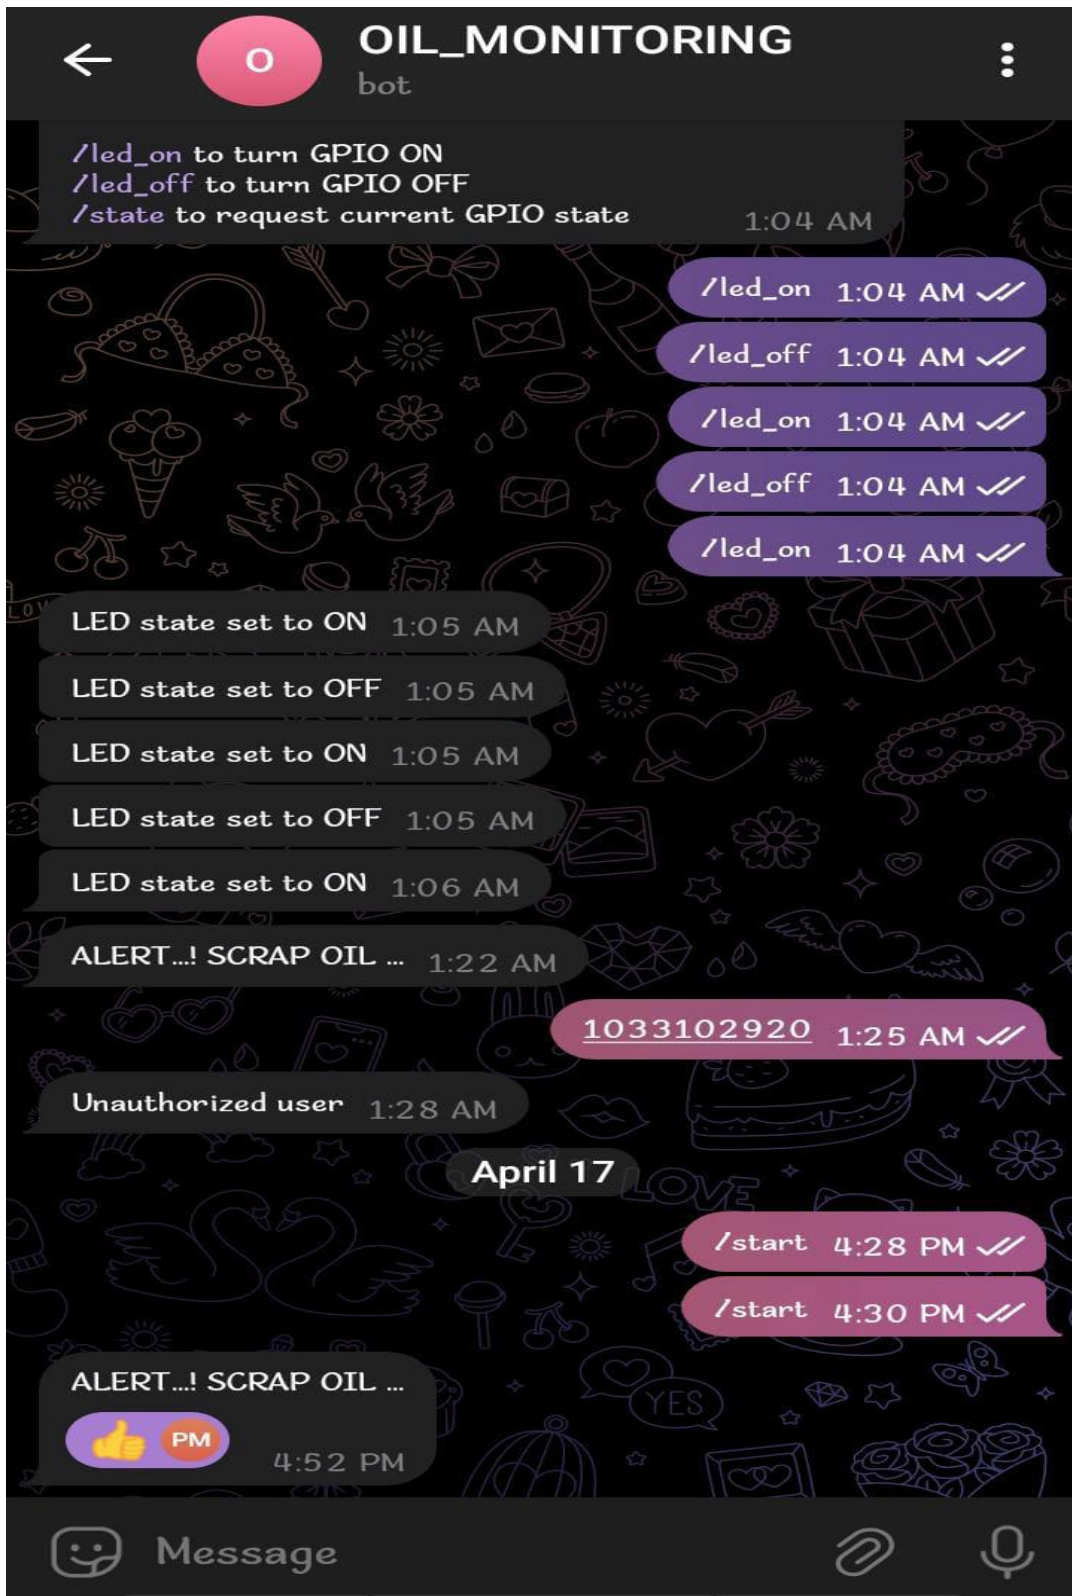 O
OIL_MONITORING
bot
/led_on to turn GPIO ON
/led_off to turn GPIO OFF
/state to request current GPIO state 1:04 AM
/led_on 1:04 AM
/led_off 1:04 AM
/led_on 1:04 AM
/led_off 1:04 AM
/led_on 1:04 AM
LED state set to ON 1:05 AM
LED state set to OFF 1:05 AM
LED state set to ON 1:05 AM
LED state set to OFF 1:05 AM
LED state set to ON 1:06 AM
ALERT...! SCRAP OIL ... 1:22 AM
1033102920 1:25 AM
Unauthorized user 1:28 AM
April 17
LOVE
/start 4:28 PM
/start 4:30 PM
ALERT...! SCRAP OIL ...
PM
4:52 PM
YES
Message